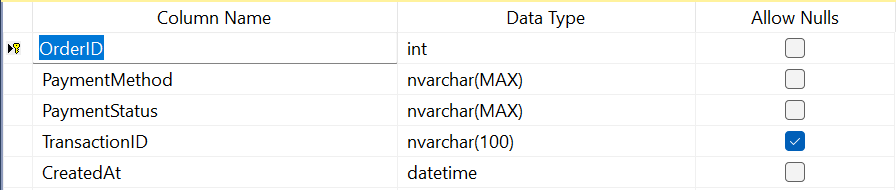 Column Name Data Type Allow Nulls
OrderID int
PaymentMethod nvarchar(MAX)
PaymentStatus nvarchar(MAX)
TransactionID nvarchar(100)
CreatedAt datetime